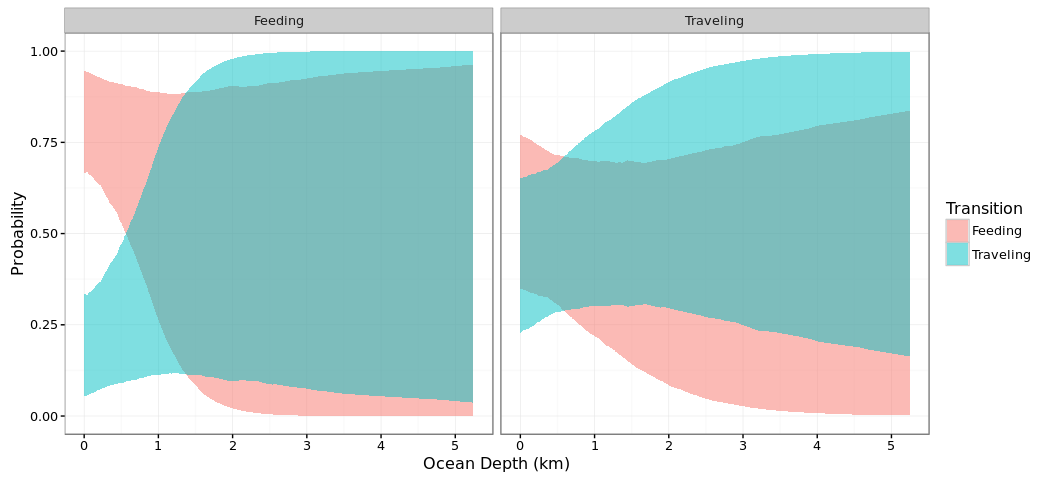 Feeding
Traveling
1.00
0.75
0.50
0.25
0.00
Probability
0 1 2 3 4 5
0 1 2 3 4 5
Ocean Depth (km)
Transition
Feeding
Traveling